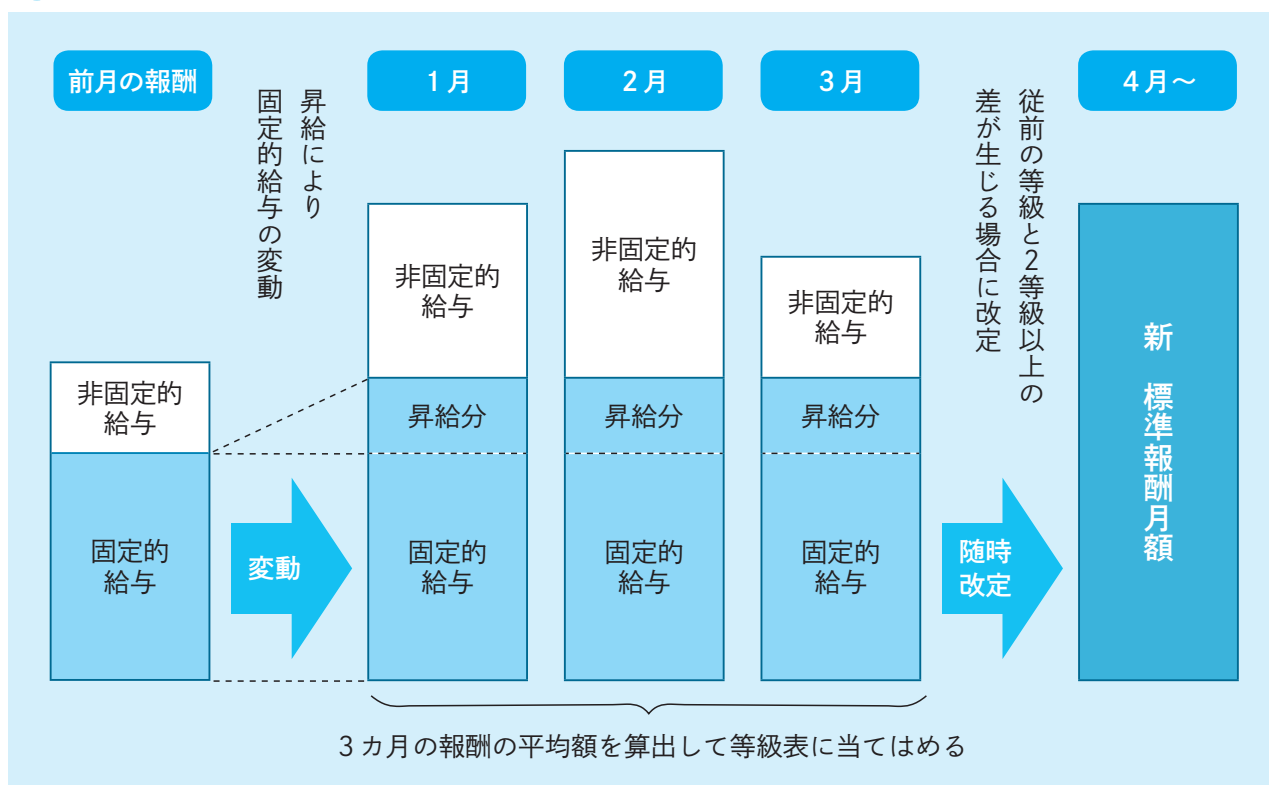 前月の報酬
昇給により
固定的給与の変動
1月
2月
3月
従前の等級と2等級以上の
差が生じる場合に改定
4月～
非固定的
給与
固定的
給与
変動
非固定的
給与
昇給分
固定的
給与
非固定的
給与
昇給分
固定的
給与
非固定的
給与
昇給分
固定的
給与
随時
改定
新　標準報酬月額
3カ月の報酬の平均額を算出して等級表に当てはめる